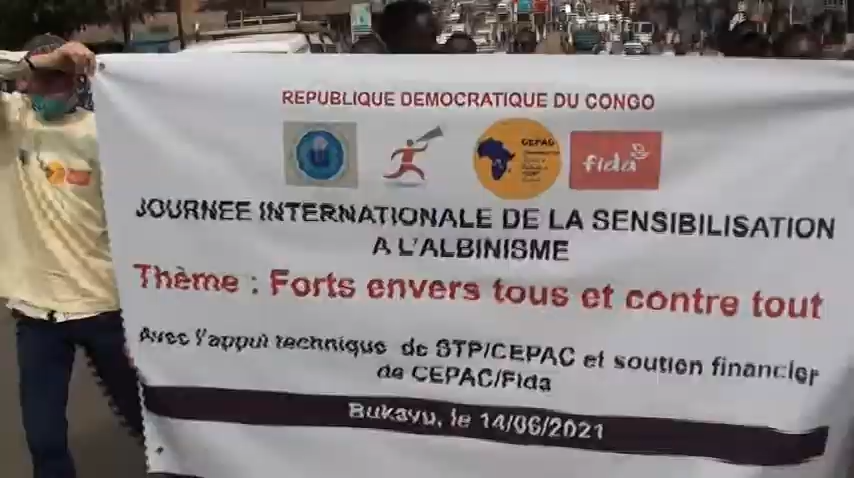 REPUBLIQUE DEMOCRATIQUE DU CONGO
CEPAC
fida
JOURNEE INTERNATIONALE DE LA SENSIBILISATION
A L'ALBINISME
Thème : Forts envers tous et contre tout
Avec l'appui technique de STP/CEPAC et soutien financier
de CEPAC/Fida
Bukavu, le 14/06/2021